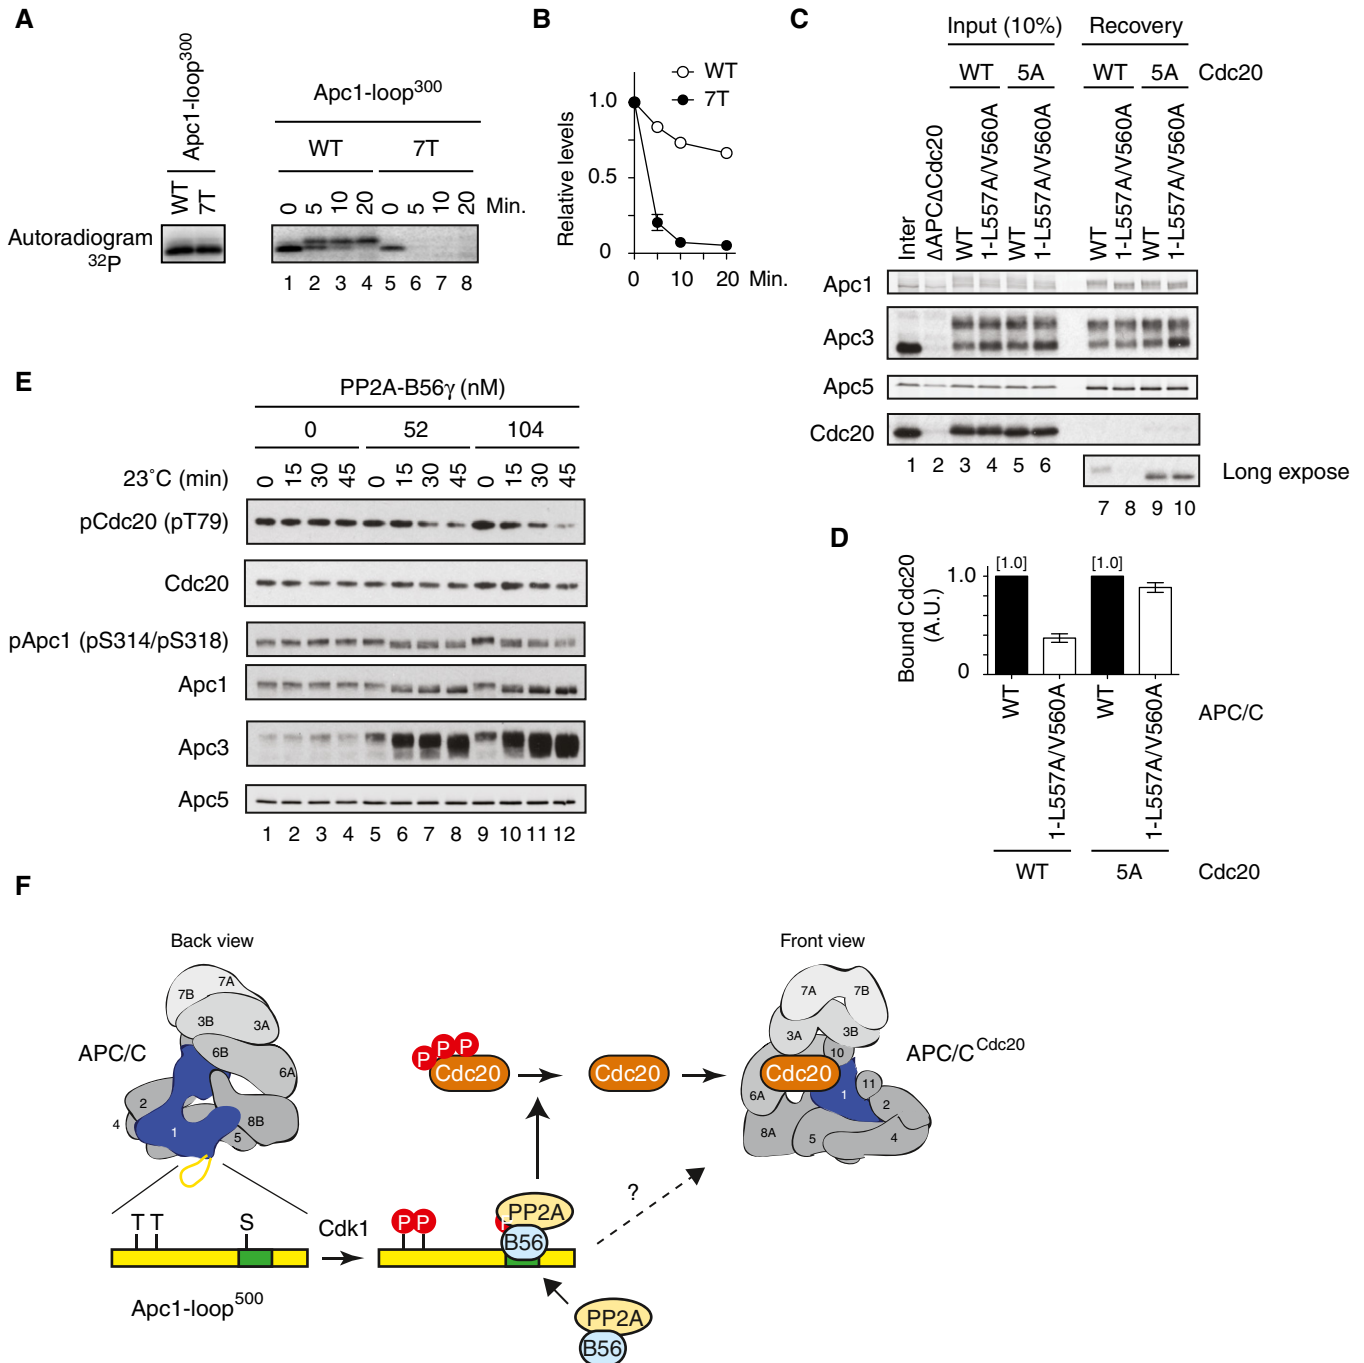 A
Apc1-loop300
WT
7T
Autoradiogram
32P
Apc1-loop300
WT 7T
0 5 10 20 0 5 10 20 Min.
1 2 3 4 5 6 7 8
B
WT
7T
Relative levels
1.0
0.5
0
0 10 20 Min.
C
Input (10%) Recovery
WT 5A WT 5A Cdc20
Inter
ΔAPCΔCdc20
WT
1-L557A/V560A
WT
1-L557A/V560A
WT
1-L557A/V560A
WT
1-L557A/V560A
Apc1
Apc3
Apc5
Cdc20
1 2 3 4 5 6
Long expose
7 8 9 10
D
Bound Cdc20
(A.U.)
1.0
0
[1.0] [1.0]
WT
1-L557A/V560A
WT
1-L557A/V560A
APC/C
WT 5A Cdc20
E
PP2A-B56γ (nM)
0 52 104
23˚C (min) 0 15 30 45 0 15 30 45 0 15 30 45
pCdc20 (pT79)
Cdc20
pApc1 (pS314/pS318)
Apc1
Apc3
Apc5
1 2 3 4 5 6 7 8 9 10 11 12
F
Back view
APC/C
7B 7A
3B 3A
6B 6A
2 4 1 5 8B
T T S
Apc1-loop500
Cdk1
P P P
Cdc20
Cdc20
P P
PP2A
B56
PP2A
B56
?
Front view
APC/CCdc20
7A 7B
3A 3B
10
Cdc20
11
6A 1 2
8A 5 4